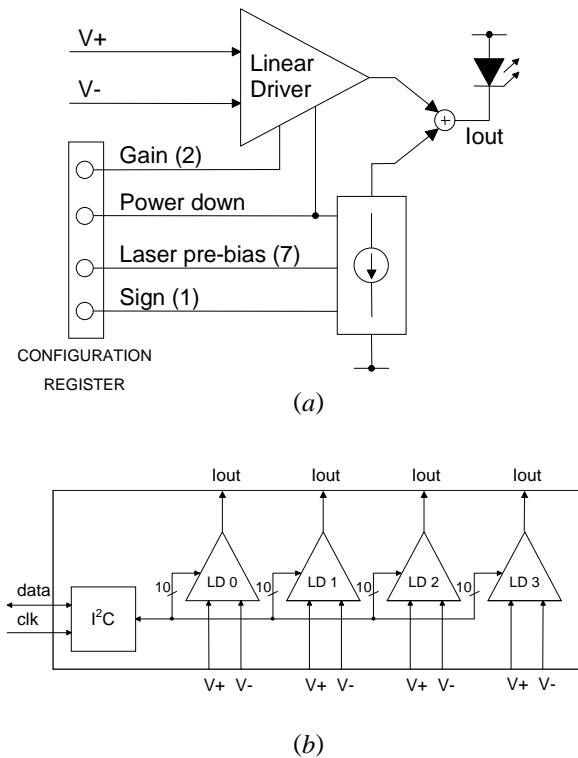 V+
V-
Linear
Driver
Iout
Gain (2)
Power down
Laser pre-bias (7)
Sign (1)
CONFIGURATION
REGISTER
(a)
Iout Iout Iout Iout
data
clk
I²C
10 LD 0 10 LD 1 10 LD 2 10 LD 3
V+ V- V+ V- V+ V- V+ V-
(b)